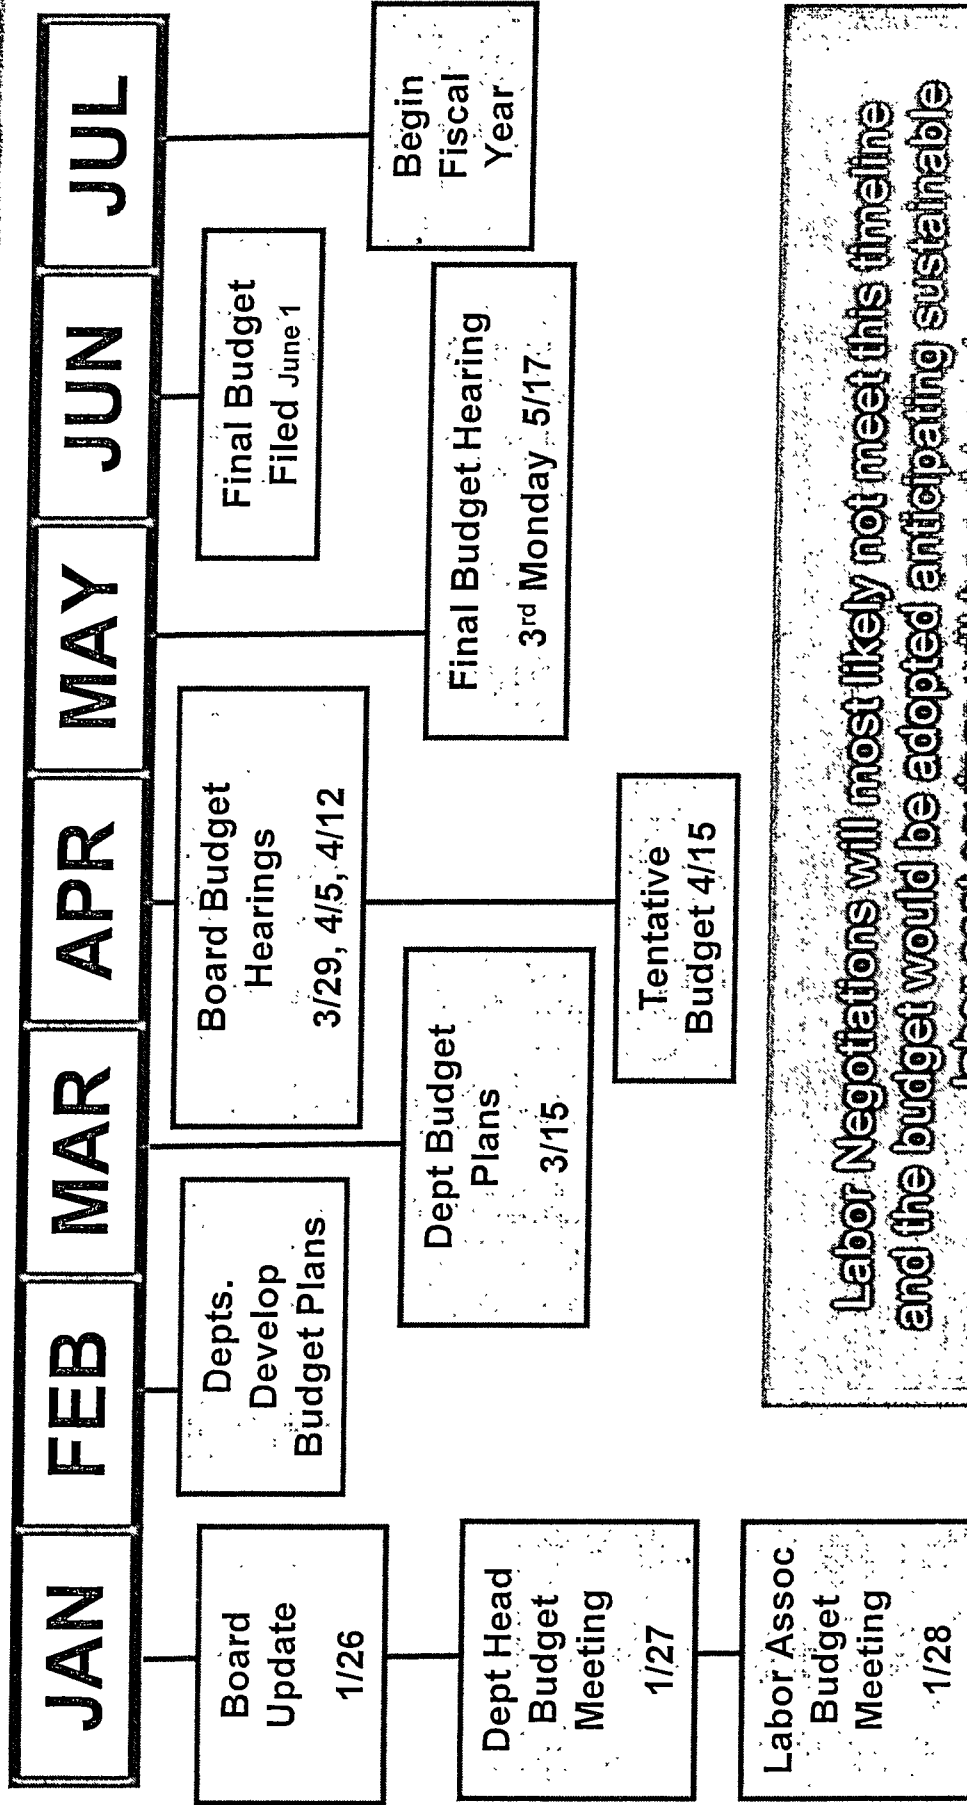 JAN FEB MAR APR MAY JUN JUL
Board
Update
1/26
Dept Head
Budget
Meeting
1/27
Labor Assoc
Budget
Meeting
1/28
Depts.
Develop
Budget Plans
Dept Budget
Plans
3/15
Board Budget
Hearings
3/29, 4/5, 4/12
Tentative
Budget 4/15
Final Budget Hearing
3rd Monday 5/17
Final Budget
Filed June 1
Begin
Fiscal
Year
Labor Negotiations will most likely not meet this timeline
and the budget would be adopted anticipating sustainable